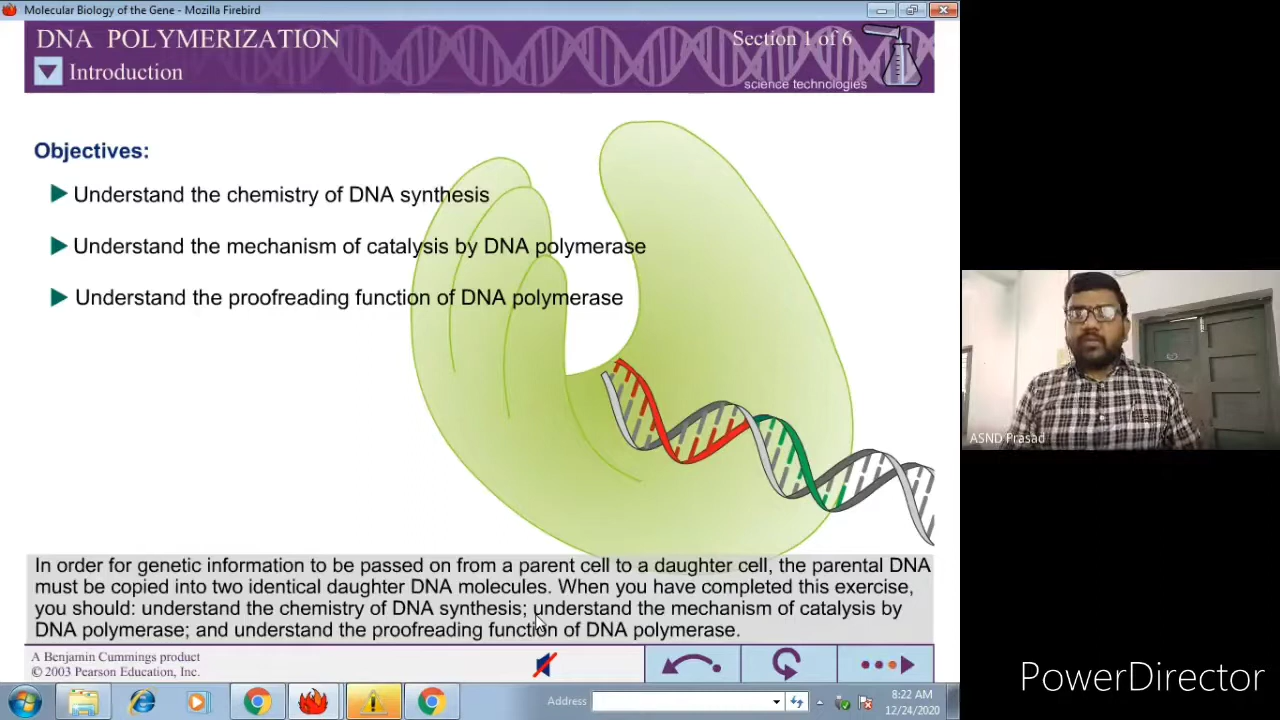 Molecular Biology of the Gene - Mozilla Firebird
DNA POLYMERIZATION
Section 1 of 6
Introduction
science technologies
Objectives:
Understand the chemistry of DNA synthesis
Understand the mechanism of catalysis by DNA polymerase
Understand the proofreading function of DNA polymerase
ASND Prasad
In order for genetic information to be passed on from a parent cell to a daughter cell, the parental DNA
must be copied into two identical daughter DNA molecules. When you have completed this exercise,
you should: understand the chemistry of DNA synthesis; understand the mechanism of catalysis by
DNA polymerase; and understand the proofreading function of DNA polymerase.
A Benjamin Cummings product
© 2003 Pearson Education, Inc.
PowerDirector
Address
8:22 AM
12/24/2020